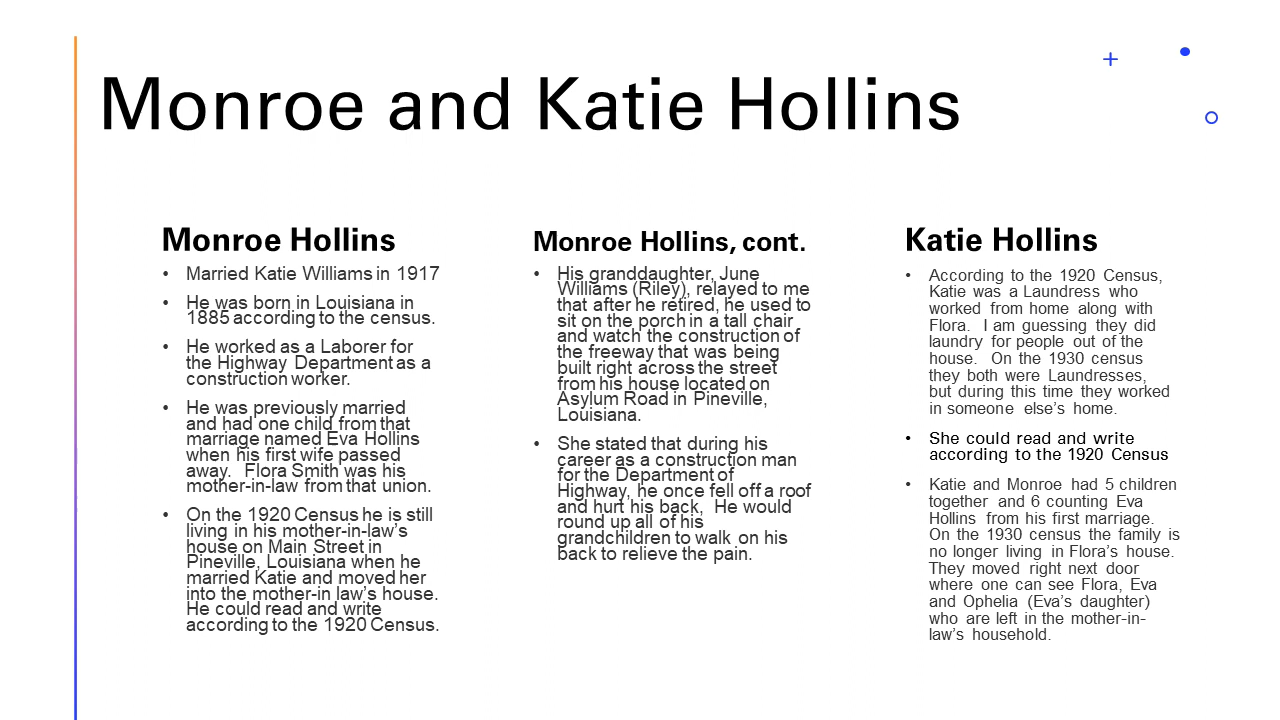 Monroe and Katie Hollins
Monroe Hollins
• Married Katie Williams in 1917
• He was born in Louisiana in
1885 according to the census.
• He worked as a Laborer for
the Highway Department as a
construction worker.
• He was previously married
and had one child from that
marriage named Eva Hollins
when his first wife passed
away. Flora Smith was his
mother-in-law from that union.
• On the 1920 Census he is still
living in his mother-in-law’s
house on Main Street in
Pineville, Louisiana when he
married Katie and moved her
into the mother-in law’s house.
He could read and write
according to the 1920 Census.
Monroe Hollins, cont.
• His granddaughter, June
Williams (Riley), relayed to me
that after he retired, he used to
sit on the porch in a tall chair
and watch the construction of
the freeway that was being
built right across the street
from his house located on
Asylum Road in Pineville,
Louisiana.
• She stated that during his
career as a construction man
for the Department of
Highway, he once fell off a roof
and hurt his back, He would
round up all of his
grandchildren to walk on his
back to relieve the pain.
Katie Hollins
• According to the 1920 Census,
Katie was a Laundress who
worked from home along with
Flora. I am guessing they did
laundry for people out of the
house. On the 1930 census
they both were Laundresses,
but during this time they worked
in someone else’s home.
• She could read and write
according to the 1920 Census
• Katie and Monroe had 5 children
together and 6 counting Eva
Hollins from his first marriage.
On the 1930 census the family is
no longer living in Flora’s house.
They moved right next door
where one can see Flora, Eva
and Ophelia (Eva’s daughter)
who are left in the mother-in-
law’s household.